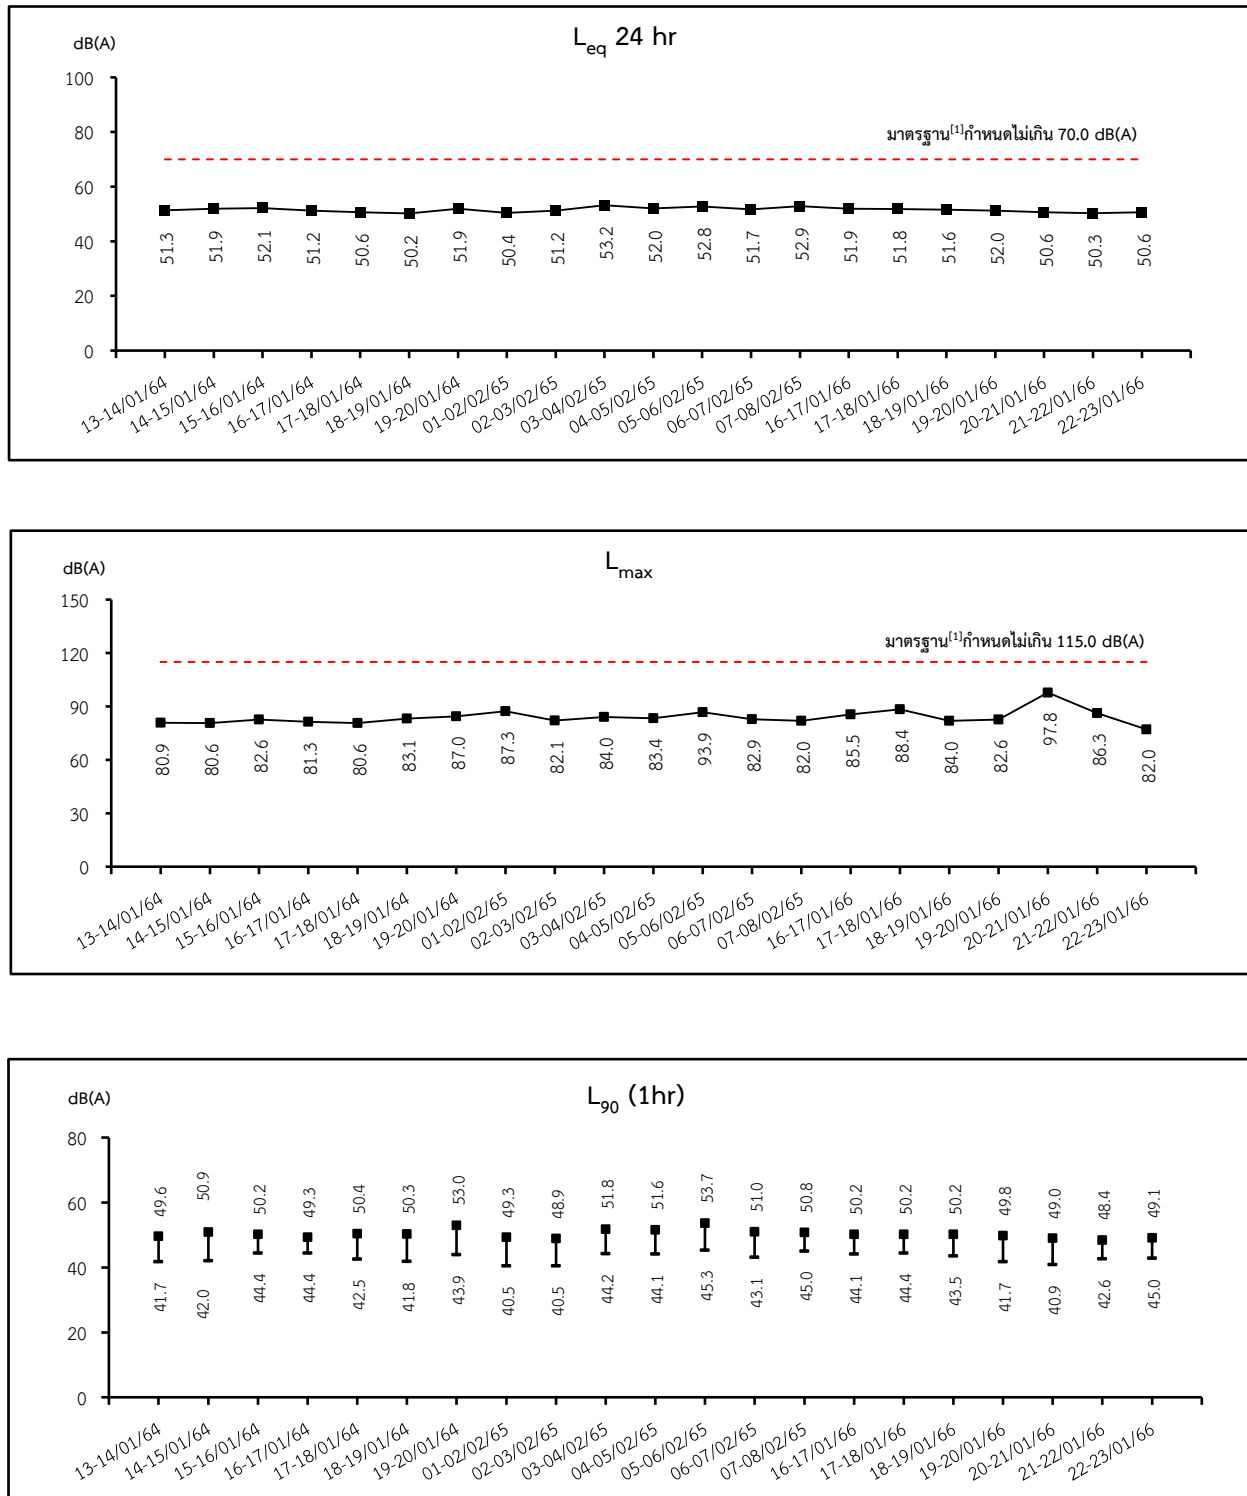 L_eq 24 hr
dB(A)
100
80
60
40
20
0
มาตรฐาน[1]กำหนดไม่เกิน 70.0 dB(A)
51.3 51.9 52.1 51.2 50.6 50.2 51.9 50.4 51.2 53.2 52.0 52.8 51.7 52.9 51.9 51.8 51.6 52.0 50.6 50.3 50.6
13-14/01/64 14-15/01/64 15-16/01/64 16-17/01/64 17-18/01/64 18-19/01/64 19-20/01/64 01-02/02/65 02-03/02/65 03-04/02/65 04-05/02/65 05-06/02/65 06-07/02/65 07-08/02/65 16-17/01/66 17-18/01/66 18-19/01/66 19-20/01/66 20-21/01/66 21-22/01/66 22-23/01/66
L_max
dB(A)
150
120
90
60
30
0
มาตรฐาน[1]กำหนดไม่เกิน 115.0 dB(A)
80.9 80.6 82.6 81.3 80.6 83.1 87.0 87.3 82.1 84.0 83.4 93.9 82.9 82.0 85.5 88.4 84.0 82.6 97.8 86.3 82.0
13-14/01/64 14-15/01/64 15-16/01/64 16-17/01/64 17-18/01/64 18-19/01/64 19-20/01/64 01-02/02/65 02-03/02/65 03-04/02/65 04-05/02/65 05-06/02/65 06-07/02/65 07-08/02/65 16-17/01/66 17-18/01/66 18-19/01/66 19-20/01/66 20-21/01/66 21-22/01/66 22-23/01/66
L_90 (1hr)
dB(A)
80
60
40
20
0
49.6 50.9 50.2 49.3 50.4 50.3 53.0 49.3 48.9 51.8 51.6 53.7 51.0 50.8 50.2 50.2 50.2 49.8 49.0 48.4 49.1
41.7 42.0 44.4 44.4 42.5 41.8 43.9 40.5 40.5 44.2 44.1 45.3 43.1 45.0 44.1 44.4 43.5 41.7 40.9 42.6 45.0
13-14/01/64 14-15/01/64 15-16/01/64 16-17/01/64 17-18/01/64 18-19/01/64 19-20/01/64 01-02/02/65 02-03/02/65 03-04/02/65 04-05/02/65 05-06/02/65 06-07/02/65 07-08/02/65 16-17/01/66 17-18/01/66 18-19/01/66 19-20/01/66 20-21/01/66 21-22/01/66 22-23/01/66